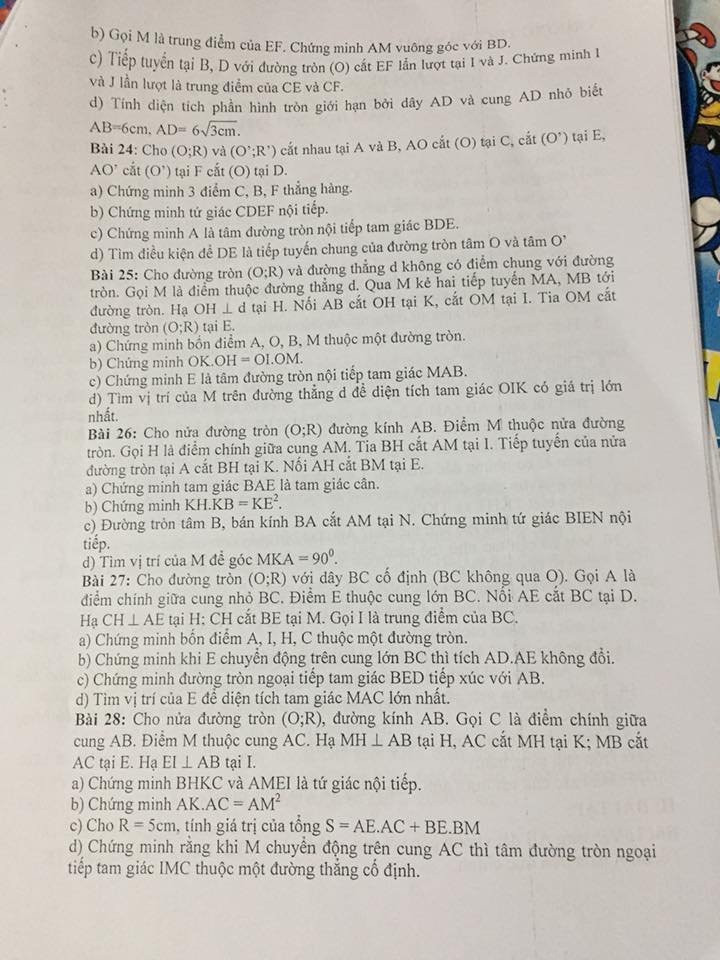 b) Gọi M là trung điểm của EF. Chứng minh AM vuông góc với BD.
c) Tiếp tuyến tại B, D với đường tròn (O) cắt EF lần lượt tại I và J. Chứng minh I
và J lần lượt là trung điểm của CE và CF.
d) Tính diện tích phần hình tròn giới hạn bởi dây AD và cung AD nhỏ biết
AB=6cm, AD= 6√3cm.
Bài 24: Cho (O;R) và (O’;R’) cắt nhau tại A và B, AO cắt (O) tại C, cắt (O’) tại E,
AO’ cắt (O’) tại F cắt (O) tại D.
a) Chứng minh 3 điểm C, B, F thẳng hàng.
b) Chứng minh tứ giác CDEF nội tiếp.
c) Chứng minh A là tâm đường tròn nội tiếp tam giác BDE.
d) Tìm điều kiện để DE là tiếp tuyến chung của đường tròn tâm O và tâm O’
Bài 25: Cho đường tròn (O;R) và đường thẳng d không có điểm chung với đường
tròn. Gọi M là điểm thuộc đường thẳng d. Qua M kẻ hai tiếp tuyến MA, MB tới
đường tròn. Hạ OH ⊥ d tại H. Nối AB cắt OH tại K, cắt OM tại I. Tia OM cắt
đường tròn (O;R) tại E.
a) Chứng minh bốn điểm A, O, B, M thuộc một đường tròn.
b) Chứng minh OK.OH = OI.OM.
c) Chứng minh E là tâm đường tròn nội tiếp tam giác MAB.
d) Tìm vị trí của M trên đường thẳng d để diện tích tam giác OIK có giá trị lớn
nhất.
Bài 26: Cho nửa đường tròn (O;R) đường kính AB. Điểm M thuộc nửa đường
tròn. Gọi H là điểm chính giữa cung AM. Tia BH cắt AM tại I. Tiếp tuyến của nửa
đường tròn tại A cắt BH tại K. Nối AH cắt BM tại E.
a) Chứng minh tam giác BAE là tam giác cân.
b) Chứng minh KH.KB = KE².
c) Đường tròn tâm B, bán kính BA cắt AM tại N. Chứng minh tứ giác BIEN nội
tiếp.
d) Tìm vị trí của M để góc MKA = 90⁰.
Bài 27: Cho đường tròn (O;R) với dây BC cố định (BC không qua O). Gọi A là
điểm chính giữa cung nhỏ BC. Điểm E thuộc cung lớn BC. Nối AE cắt BC tại D.
Hạ CH ⊥ AE tại H; CH cắt BE tại M. Gọi I là trung điểm của BC.
a) Chứng minh bốn điểm A, I, H, C thuộc một đường tròn.
b) Chứng minh khi E chuyển động trên cung lớn BC thì tích AD.AE không đổi.
c) Chứng minh đường tròn ngoại tiếp tam giác BED tiếp xúc với AB.
d) Tìm vị trí của E để diện tích tam giác MAC lớn nhất.
Bài 28: Cho nửa đường tròn (O;R), đường kính AB. Gọi C là điểm chính giữa
cung AB. Điểm M thuộc cung AC. Hạ MH ⊥ AB tại H, AC cắt MH tại K; MB cắt
AC tại E. Hạ EI ⊥ AB tại I.
a) Chứng minh BHKC và AMEI là tứ giác nội tiếp.
b) Chứng minh AK.AC = AM²
c) Cho R = 5cm, tính giá trị của tổng S = AE.AC + BE.BM
d) Chứng minh rằng khi M chuyển động trên cung AC thì tâm đường tròn ngoại
tiếp tam giác IMC thuộc một đường thẳng cố định.